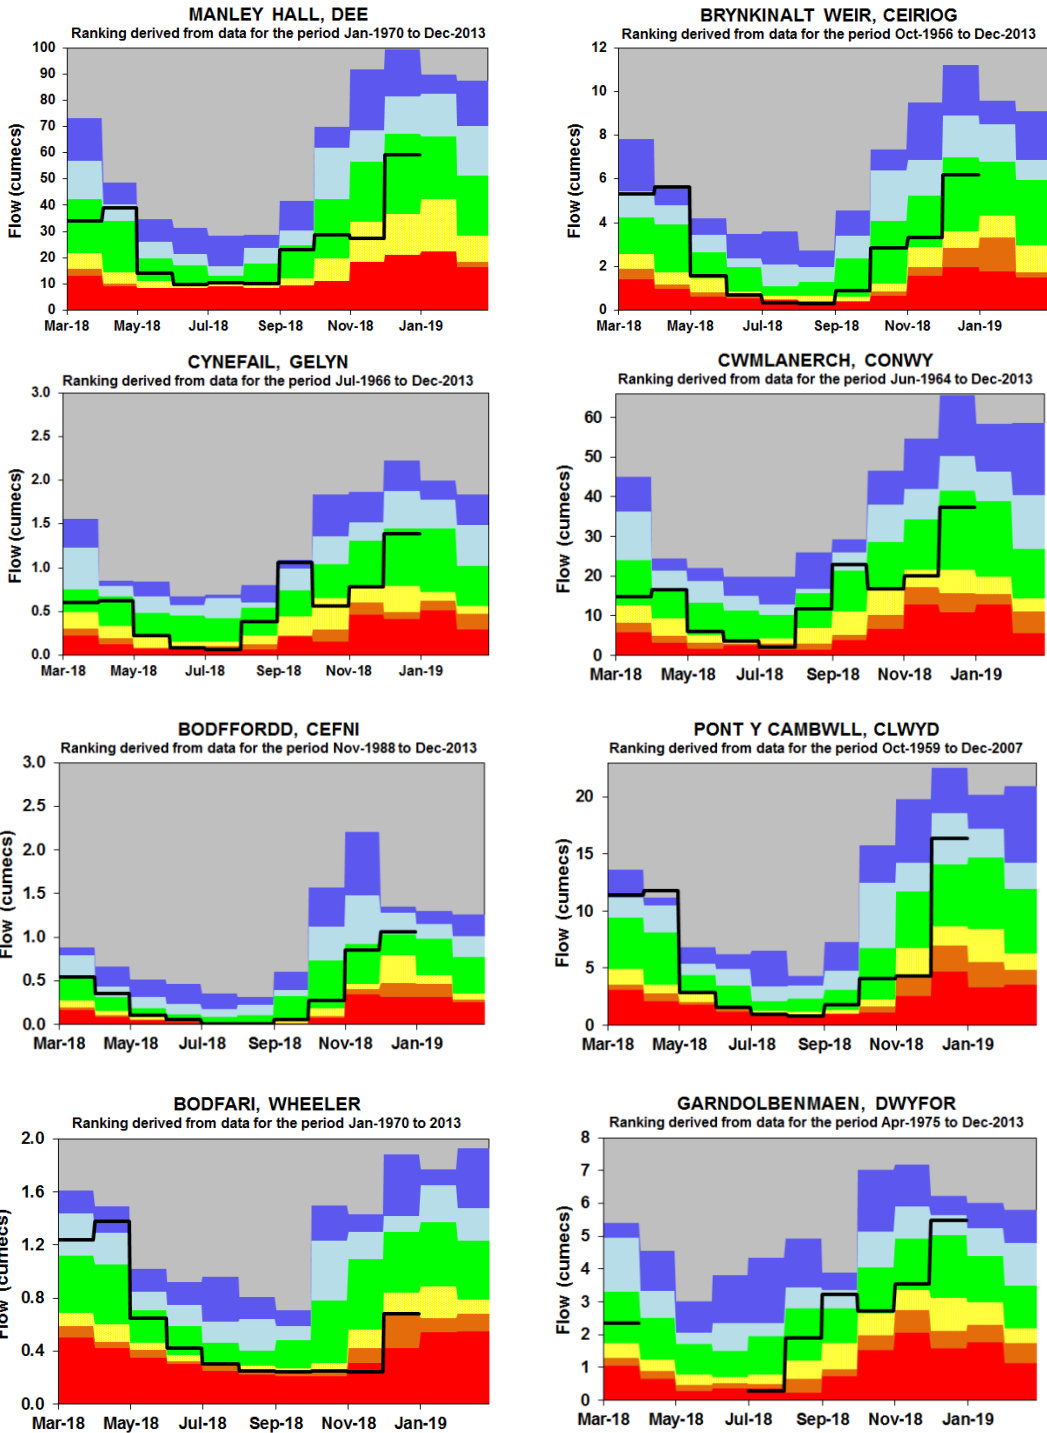 MANLEY HALL, DEE
Ranking derived from data for the period Jan-1970 to Dec-2013
Flow (cumecs)
100
90
80
70
60
50
40
30
20
10
0
Mar-18 May-18 Jul-18 Sep-18 Nov-18 Jan-19
BRYNKINALT WEIR, CEIRIOG
Ranking derived from data for the period Oct-1956 to Dec-2013
Flow (cumecs)
12
10
8
6
4
2
0
Mar-18 May-18 Jul-18 Sep-18 Nov-18 Jan-19
CYNEFAIL, GELYN
Ranking derived from data for the period Jul-1966 to Dec-2013
Flow (cumecs)
3.0
2.5
2.0
1.5
1.0
0.5
0.0
Mar-18 May-18 Jul-18 Sep-18 Nov-18 Jan-19
CWMLANERCH, CONWY
Ranking derived from data for the period Jun-1964 to Dec-2013
Flow (cumecs)
60
50
40
30
20
10
0
Mar-18 May-18 Jul-18 Sep-18 Nov-18 Jan-19
BODFFORDD, CEFNI
Ranking derived from data for the period Nov-1988 to Dec-2013
Flow (cumecs)
3.0
2.5
2.0
1.5
1.0
0.5
0.0
Mar-18 May-18 Jul-18 Sep-18 Nov-18 Jan-19
PONT Y CAMBWLL, CLWYD
Ranking derived from data for the period Oct-1959 to Dec-2007
Flow (cumecs)
20
15
10
5
0
Mar-18 May-18 Jul-18 Sep-18 Nov-18 Jan-19
BODFARI, WHEELER
Ranking derived from data for the period Jan-1970 to 2013
Flow (cumecs)
2.0
1.6
1.2
0.8
0.4
0.0
Mar-18 May-18 Jul-18 Sep-18 Nov-18 Jan-19
GARNDOLBENMAEN, DWYFOR
Ranking derived from data for the period Apr-1975 to Dec-2013
Flow (cumecs)
8
7
6
5
4
3
2
1
0
Mar-18 May-18 Jul-18 Sep-18 Nov-18 Jan-19